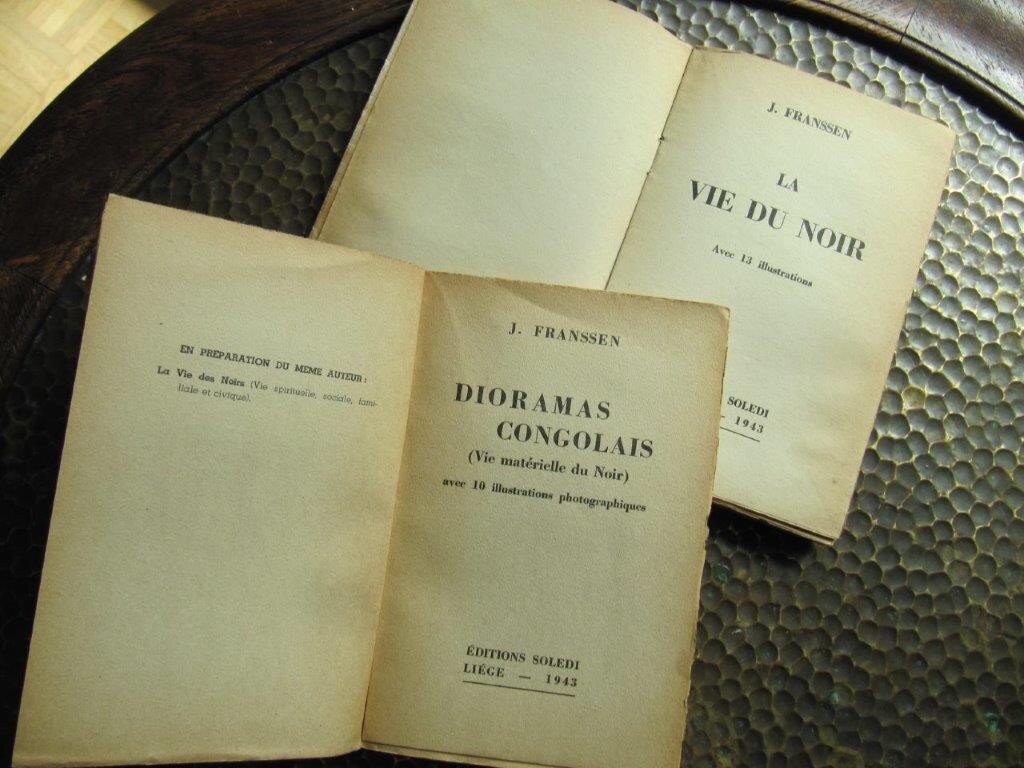 J. FRANSSEN
LA
VIE DU NOIR
Avec 13 illustrations
SOLEDI
- 1943
EN PRÉPARATION DU MEME AUTEUR :
La Vie des Noirs (Vie spirituelle, sociale, fami-
liale et civique).
J. FRANSSEN
DIORAMAS
CONGOLAIS
(Vie matérielle du Noir)
avec 10 illustrations photographiques
ÉDITIONS SOLEDI
LIÉGE — 1943